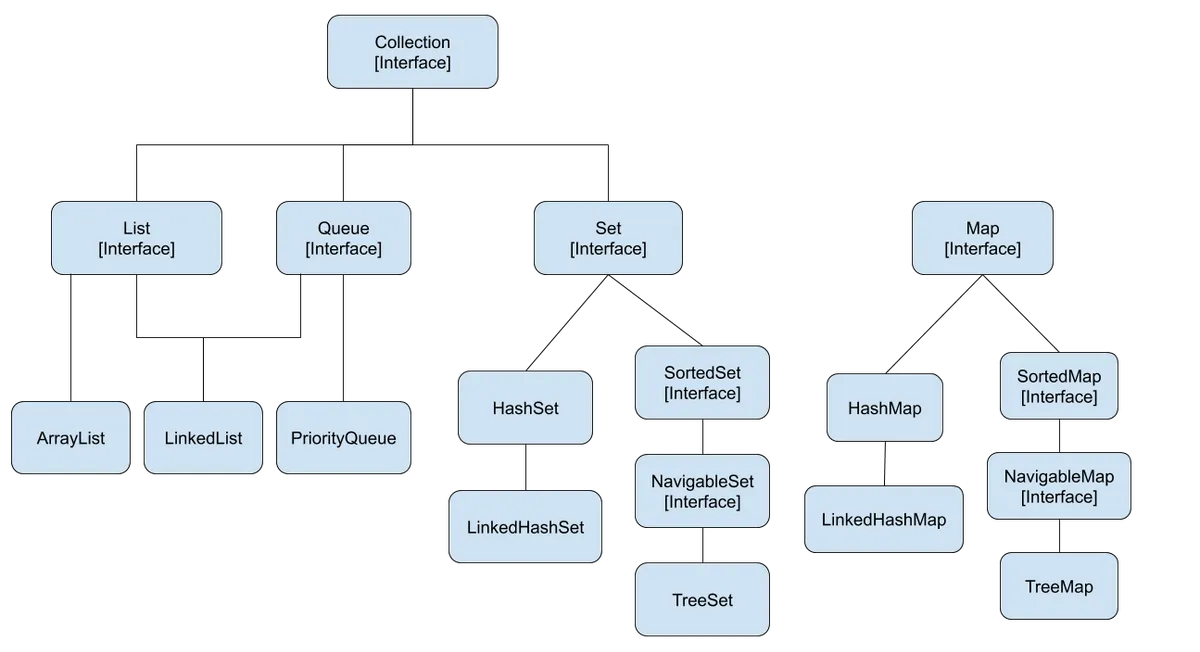 Collection
[Interface]
List
[Interface]
Queue
[Interface]
Set
[Interface]
Map
[Interface]
ArrayList
LinkedList
PriorityQueue
HashSet
LinkedHashSet
SortedSet
[Interface]
NavigableSet
[Interface]
TreeSet
HashMap
LinkedHashMap
SortedMap
[Interface]
NavigableMap
[Interface]
TreeMap